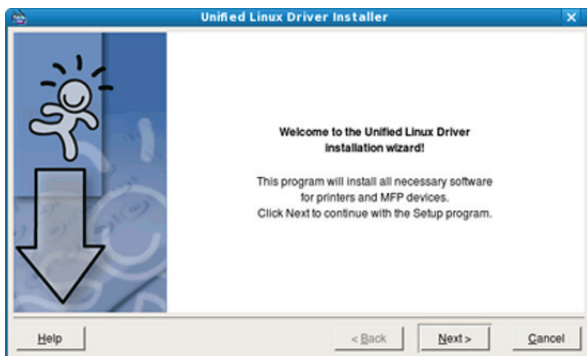 Unified Linux Driver Installer
Welcome to the Unified Linux Driver
installation wizard!
This program will install all necessary software
for printers and MFP devices.
Click Next to continue with the Setup program.
Help
< Back
Next >
Cancel